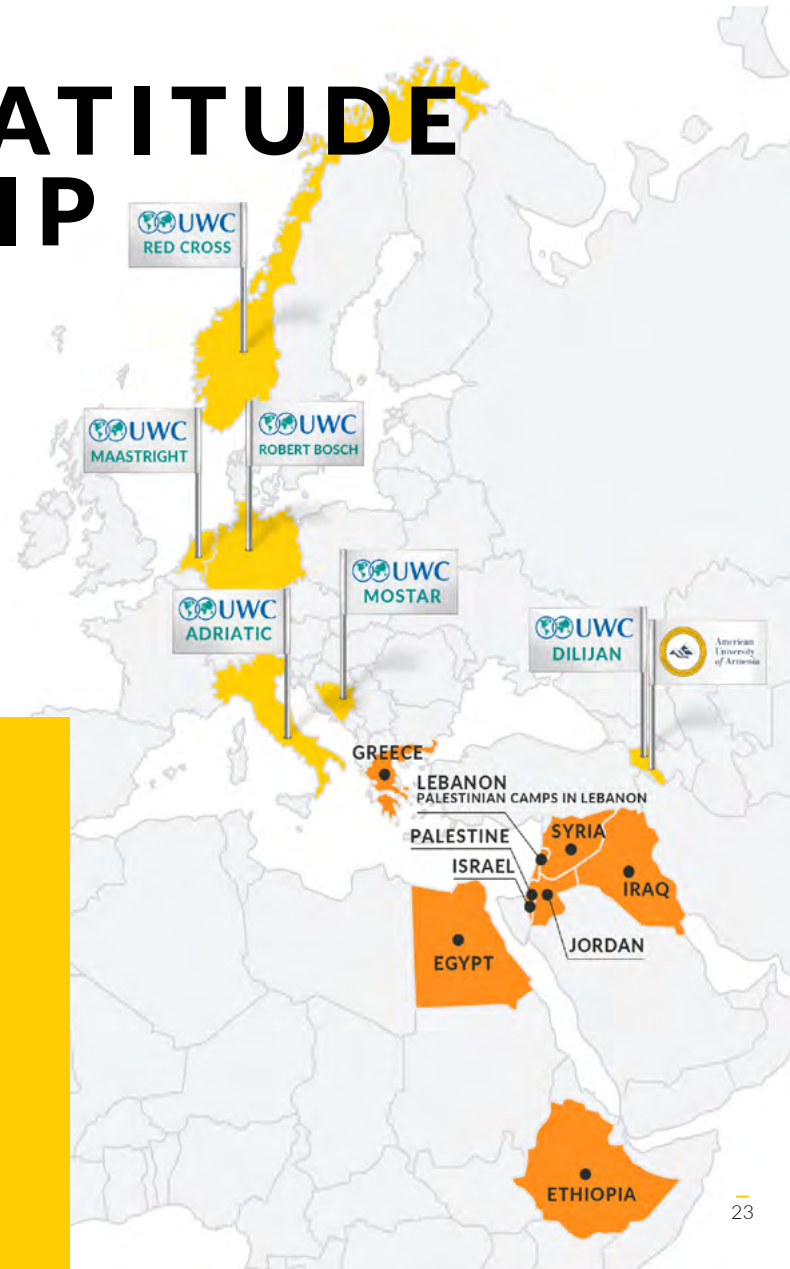 ATITUDE
IP
UWC
RED CROSS
UWC
MAASTRIGHT
UWC
ROBERT BOSCH
UWC
MOSTAR
UWC
ADRIATIC
UWC
DILIJAN
American
University
of Armenia
GREECE
LEBANON
PALESTINIAN CAMPS IN LEBANON
PALESTINE
SYRIA
ISRAEL
IRAQ
JORDAN
EGYPT
ETHIOPIA
23